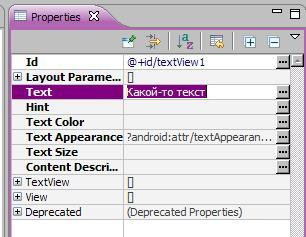 Properties
Id @+id/textView1
Layout Parame... []
Text Какой-то текст
Hint
Text Color
Text Appearance ?android:attr/textAppearan...
Text Size
Content Descri...
TextView []
View []
Deprecated (Deprecated Properties)